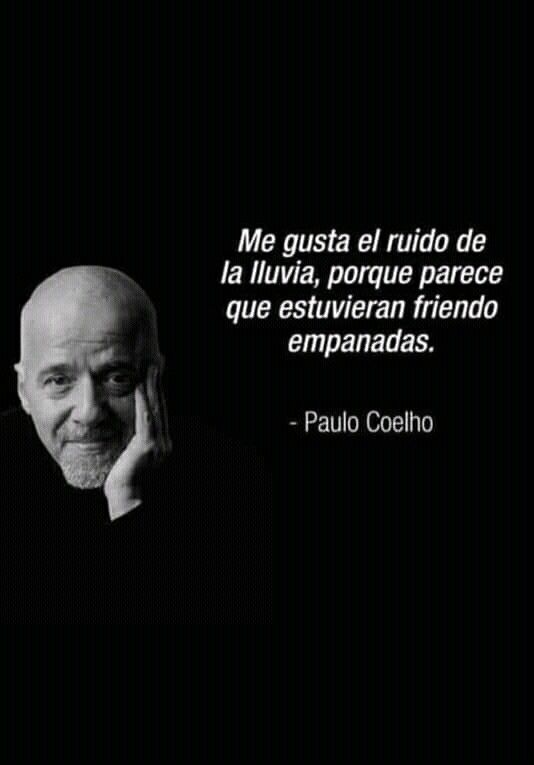 Me gusta el ruido de
la lluvia, porque parece
que estuvieran friendo
empanadas.
- Paulo Coelho